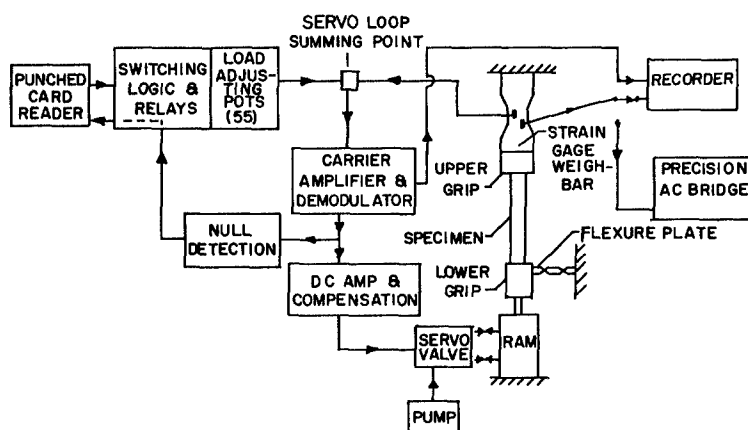 SERVO LOOP
SUMMING POINT
PUNCHED
CARD
READER
SWITCHING
LOGIC &
RELAYS
LOAD
ADJUS-
TING
POTS
(55)
RECORDER
STRAIN
GAGE
WEIGH-
BAR
UPPER
GRIP
CARRIER
AMPLIFIER &
DEMODULATOR
PRECISION
AC BRIDGE
NULL
DETECTION
SPECIMEN
FLEXURE PLATE
LOWER
GRIP
DC AMP &
COMPENSATION
SERVO
VALVE
RAM
PUMP